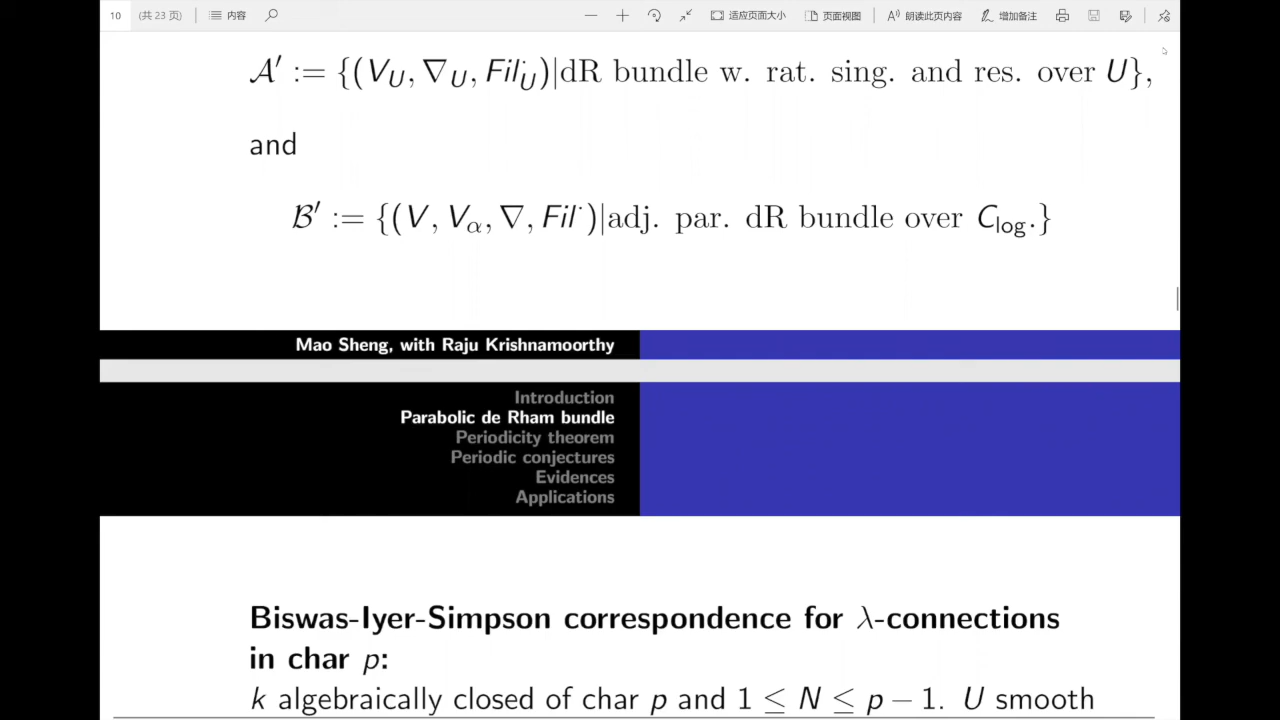 10 (共 23 页) 内容 适应页面大小 页面视图 朗读此页内容 增加备注
𝒜′ := {(V_U, ∇_U, Fil˙_U)|dR bundle w. rat. sing. and res. over U},
and
ℬ′ := {(V, V_α, ∇, Fil˙)|adj. par. dR bundle over C_log.}
Mao Sheng, with Raju Krishnamoorthy
Introduction
Parabolic de Rham bundle
Periodicity theorem
Periodic conjectures
Evidences
Applications
Biswas-Iyer-Simpson correspondence for λ-connections
in char p:
k algebraically closed of char p and 1 ≤ N ≤ p − 1. U smooth